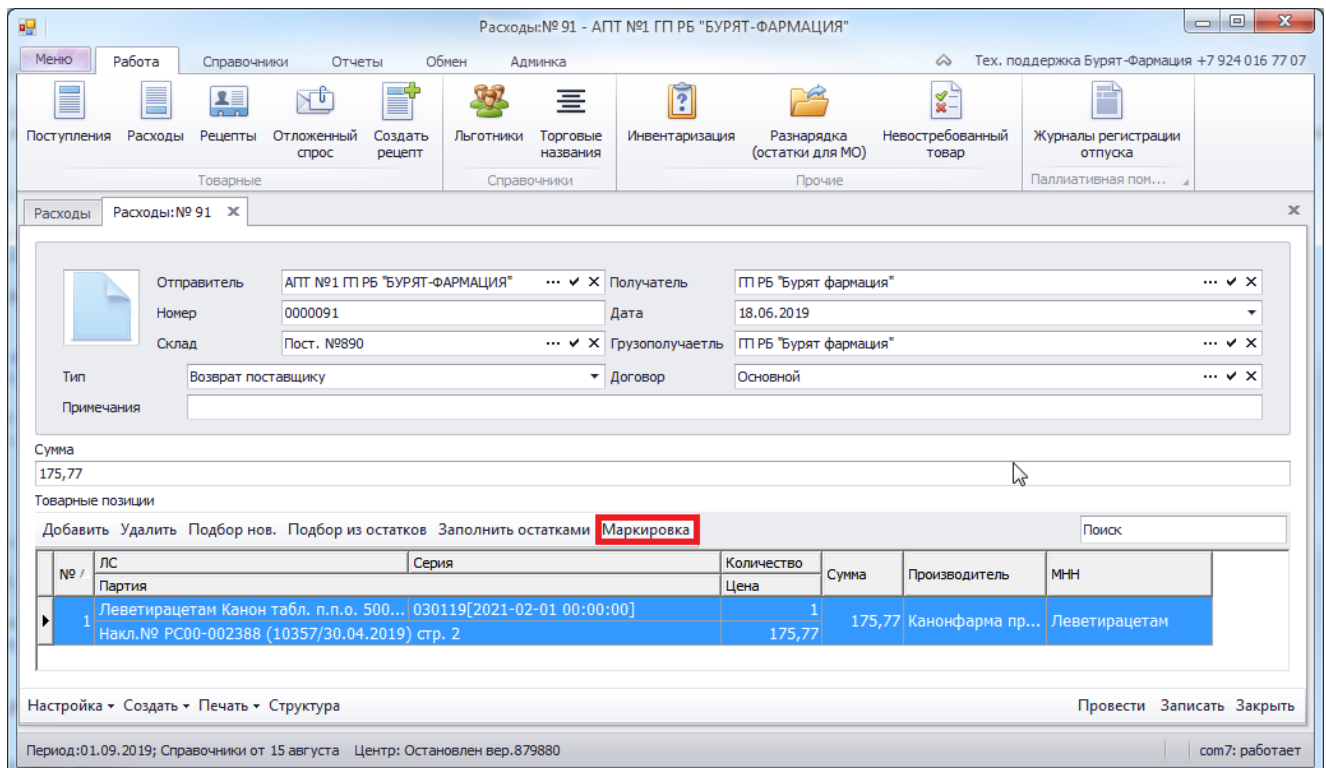 Расходы:№ 91 - АПТ №1 ГП РБ "БУРЯТ-ФАРМАЦИЯ"
Меню Работа Справочники Отчеты Обмен Админка Тех. поддержка Бурят-Фармация +7 924 016 77 07
Поступления Расходы Рецепты Отложенный спрос Создать рецепт Льготники Торговые названия Инвентаризация Разнарядка (остатки для МО) Невостребованный товар Журналы регистрации отпуска
Товарные Справочники Прочие Паллиативная пом...
Расходы Расходы:№ 91
Отправитель АПТ №1 ГП РБ "БУРЯТ-ФАРМАЦИЯ" Получатель ГП РБ "Бурят фармация"
Номер 0000091 Дата 18.06.2019
Склад Пост. №890 Грузополучаетль ГП РБ "Бурят фармация"
Тип Возврат поставщику Договор Основной
Примечания
Сумма
175,77
Товарные позиции
Добавить Удалить Подбор нов. Подбор из остатков Заполнить остатками Маркировка Поиск
№ ЛС Серия Количество Сумма Производитель МНН
Партия Цена
1 Леветирацетам Канон табл. п.п.о. 500... 030119[2021-02-01 00:00:00] 1 175,77 Канонфарма пр... Леветирацетам
Накл.№ РС00-002388 (10357/30.04.2019) стр. 2 175,77
Настройка Создать Печать Структура Провести Записать Закрыть
Период:01.09.2019; Справочники от 15 августа Центр: Остановлен вер.879880 com7: работает